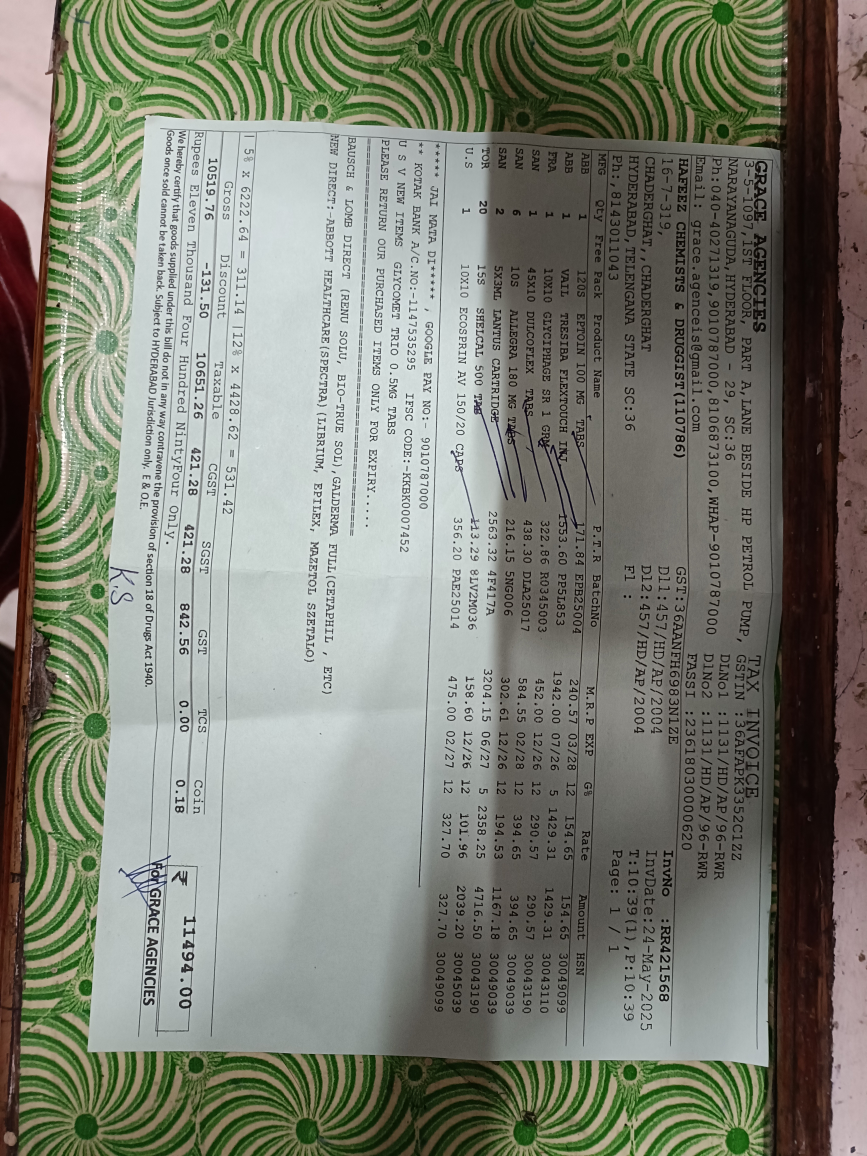 GRACE AGENCIES TAX INVOICE
3-5-1097,1ST FLOOR, PART A,LANE BESIDE HP PETROL PUMP, GSTIN :36AFAPK3352C1ZZ
NARAYANAGUDA,HYDERABAD - 29, SC:36 DLNo1 :1131/HD/AP/96-RWR
Ph:040-40271319,9010787000,8106873100,WHAP-9010787000 DLNo2 :1131/HD/AP/96-RWR
Email: grace.agenceis@gmail.com FASSI :23618030000620
HAFEEZ CHEMISTS & DRUGGIST(110786) GST:36AANFH6983N1ZE InvNo :RR421568
16-7-319, D11:457/HD/AP/2004 InvDate:24-May-2025
CHADERGHAT,,CHADERGHAT D12:457/HD/AP/2004 T:10:39(1),P:10:39
HYDERABAD,TELENGANA STATE SC:36 F1 : Page: 1 / 1
Ph:,8143011043
MFG Qty Free Pack Product Name P.T.R BatchNo M.R.P EXP G% Rate Amount HSN
ABB 1 120S EPTOIN 100 MG TABS 171.84 EPB25004 240.57 03/28 12 154.65 154.65 30049099
ABB 1 VAIL TRESIBA FLEXTOUCH INJ 1553.60 PP5L853 1942.00 07/26 5 1429.31 1429.31 30043110
FRA 1 10X10 GLYCIPHAGE SR 1 GRM 322.86 R0345003 452.00 12/26 12 290.57 290.57 30043190
SAN 1 45X10 DULCOFLEX TABS 438.30 DLA25017 584.55 02/28 12 394.65 394.65 30049039
SAN 6 10S ALLEGRA 180 MG TABS 216.15 5NG006 302.61 12/26 12 194.53 1167.18 30049039
SAN 2 5X3ML LANTUS CARTRIDGE 2563.32 4F417A 3204.15 06/27 5 2358.25 4716.50 30043190
TOR 20 15S SHELCAL 500 TAB 113.29 8LV2M036 158.60 12/26 12 101.96 2039.20 30045039
U.S 1 10X10 ECOSPRIN AV 150/20 CAPS 356.20 PAE25014 475.00 02/27 12 327.70 327.70 30049099
***** JAI MATA DI***** , GOOGLE PAY NO:- 9010787000
** KOTAK BANK A/C.NO:-1147535295 IFSC CODE:-KKBK0007452
U S V NEW ITEMS GLYCOMET TRIO 0.5MG TABS
PLEASE RETURN OUR PURCHASED ITEMS ONLY FOR EXPIRY.....
BAUSCH & LOMB DIRECT (RENU SOLU, BIO-TRUE SOL),GALDERMA FULL(CETAPHIL , ETC)
NEW DIRECT:-ABBOTT HEALTHCARE(SPECTRA)(LIBRIUM, EPILEX, MAZETOL SZETALO)
| 5% x 6222.64 = 311.14 |12% x 4428.62 = 531.42
Gross Discount Taxable CGST SGST GST TCS Coin
10519.76 -131.50 10651.26 421.28 421.28 842.56 0.00 0.18 ₹ 11494.00
Rupees Eleven Thousand Four Hundred NintyFour Only.
We hereby certify that goods supplied under this bill do not in any way contravene the provision of section 18 of Drugs Act 1940.
Goods once sold cannot be taken back. Subject to HYDERABAD Jurisdiction only. E & O.E.
For GRACE AGENCIES
K.S